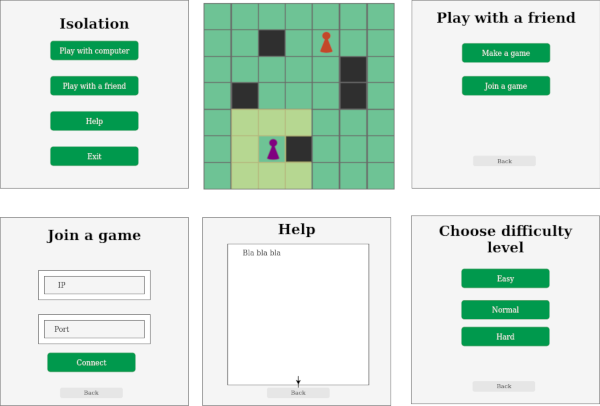 Isolation
Play with computer
Play with a friend
Help
Exit
Play with a friend
Make a game
Join a game
Back
Join a game
IP
Port
Connect
Back
Help
Bla bla bla
Back
Choose difficulty
level
Easy
Normal
Hard
Back